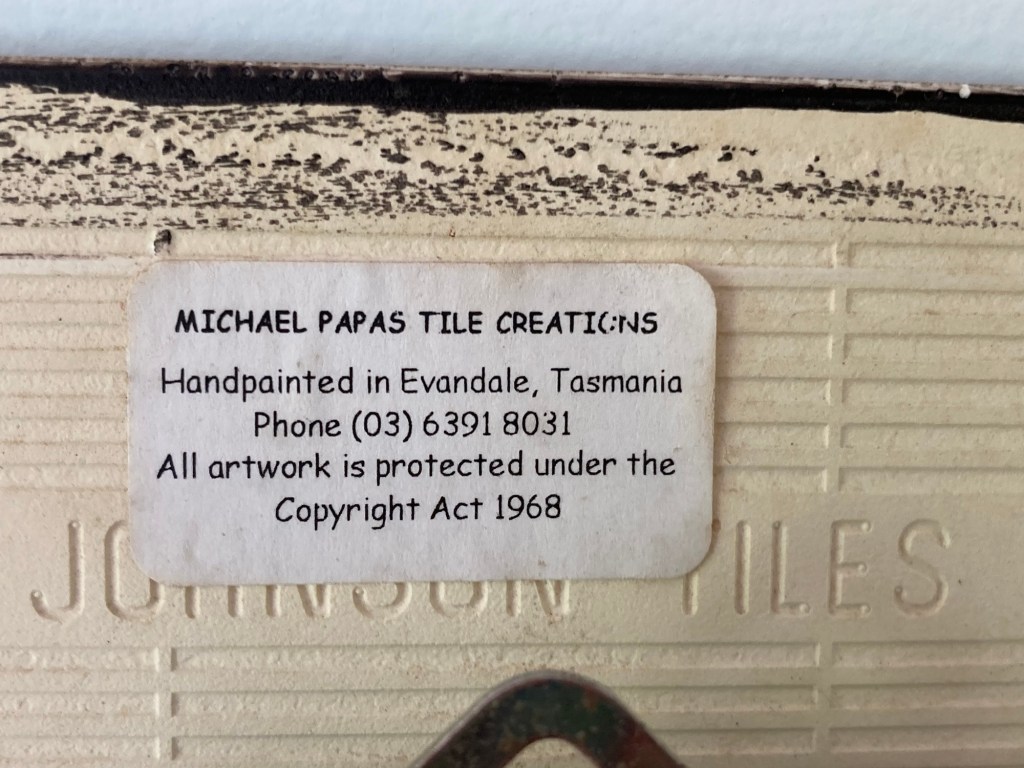 MICHAEL PAPAS TILE CREATIONS
Handpainted in Evandale, Tasmania
Phone (03) 6391 8031
All artwork is protected under the
Copyright Act 1968
JOHNSON TILES